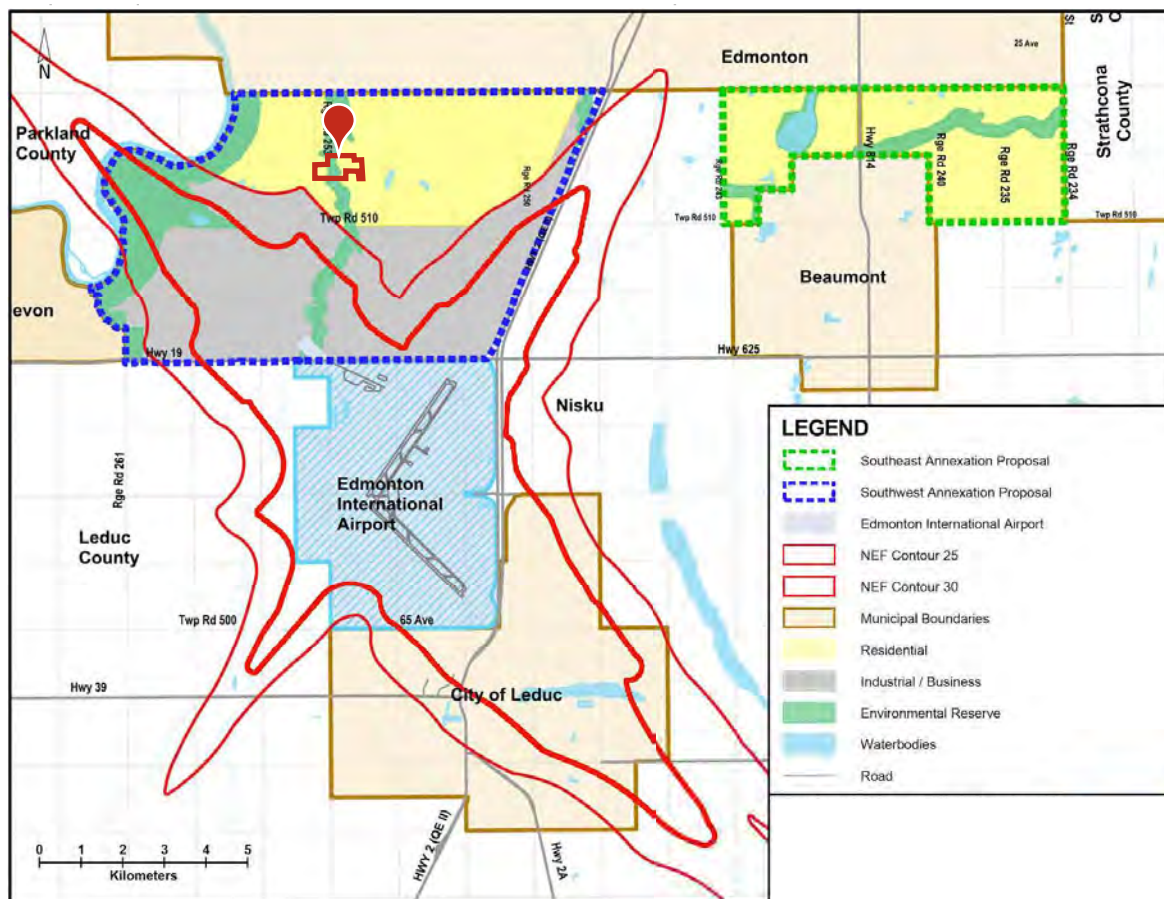 N
Edmonton
25 Ave
Strathcona
County
Parkland
County
Hwy 814
Rge Rd 240
Rge Rd 235
Rge Rd 234
Rge Rd 250
Twp Rd 510
Twp Rd 510
Twp Rd 510
Beaumont
evon
Hwy 19
Hwy 625
Nisku
Rge Rd 261
Edmonton
International
Airport
Leduc
County
Twp Rd 500
65 Ave
Hwy 39
City of Leduc
HWY 2 (QE II)
Hwy 2A
0 1 2 3 4 5
Kilometers
LEGEND
Southeast Annexation Proposal
Southwest Annexation Proposal
Edmonton International Airport
NEF Contour 25
NEF Contour 30
Municipal Boundaries
Residential
Industrial / Business
Environmental Reserve
Waterbodies
Road